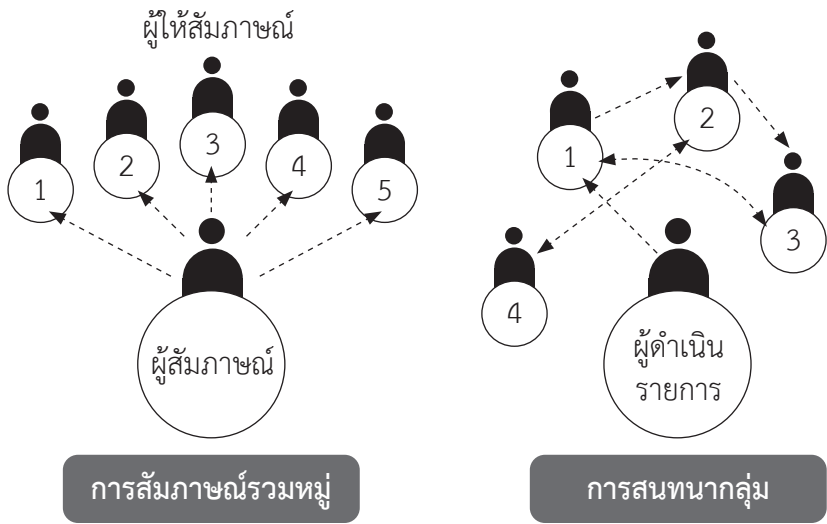 ผู้ให้สัมภาษณ์
1
2
3
4
5
ผู้สัมภาษณ์
การสัมภาษณ์รวมหมู่
1
2
3
4
ผู้ดำเนิน
รายการ
การสนทนากลุ่ม